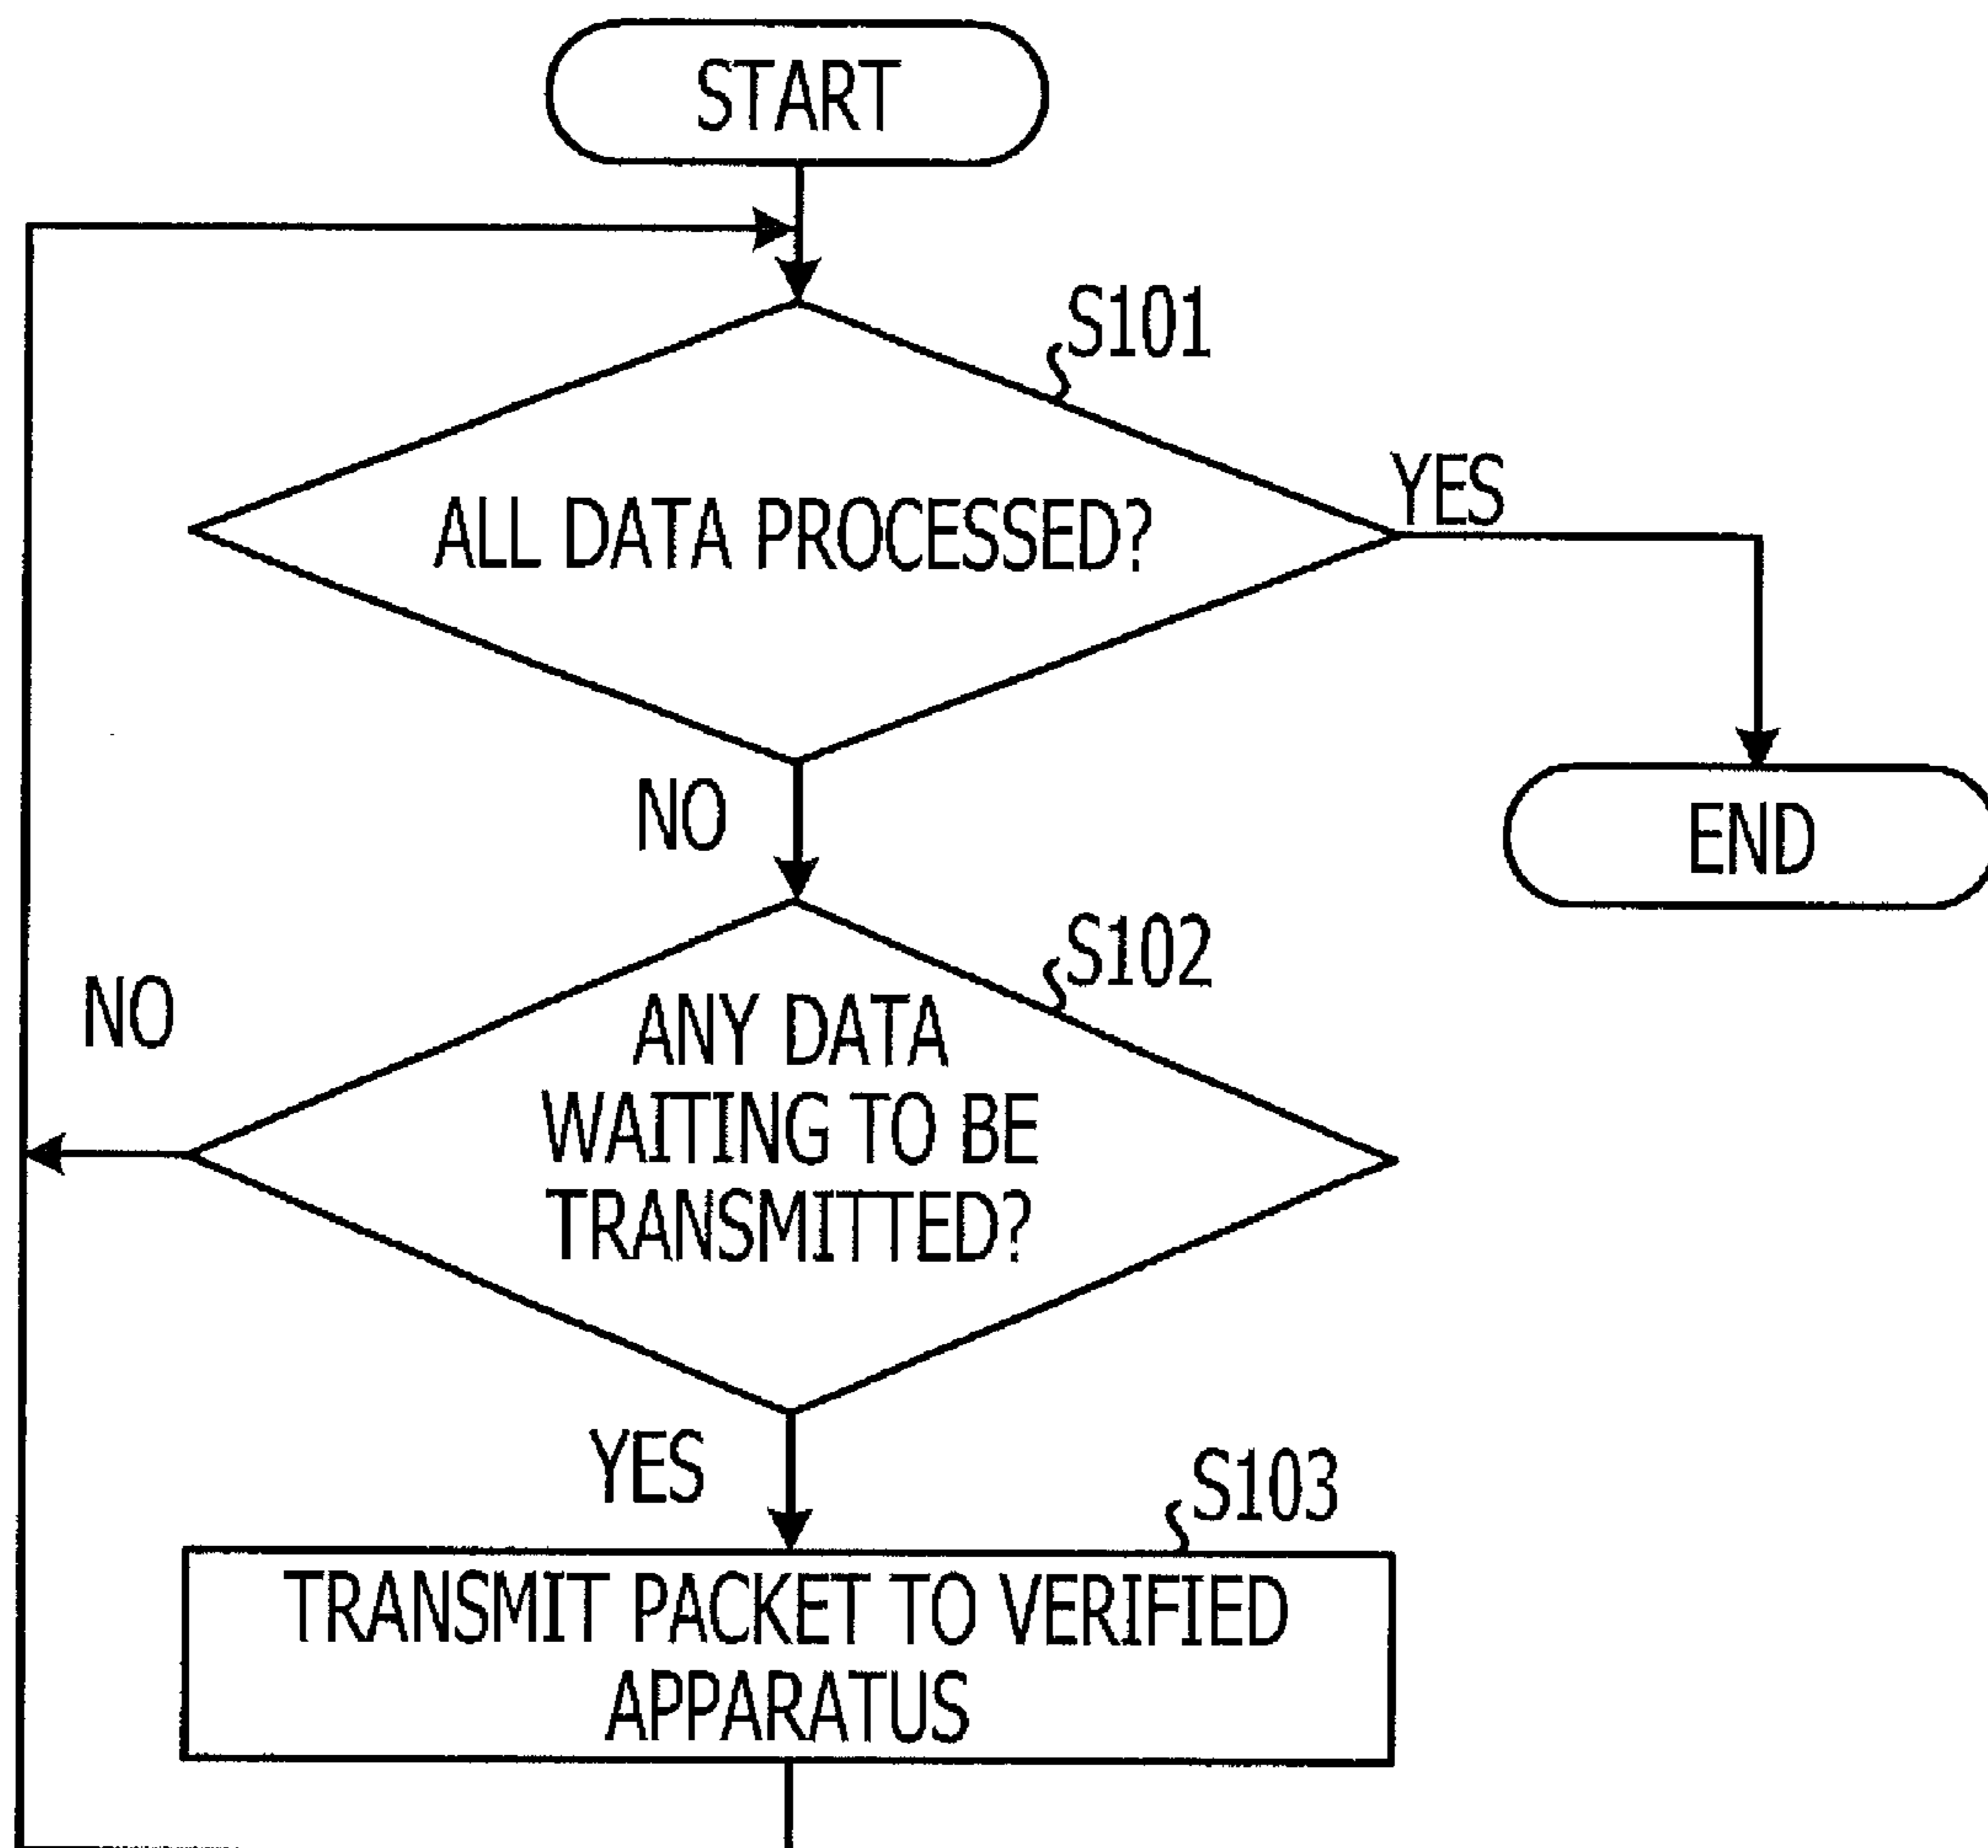 START
S101
ALL DATA PROCESSED?
YES
NO
END
S102
NO
ANY DATA
WAITING TO BE
TRANSMITTED?
YES
S103
TRANSMIT PACKET TO VERIFIED
APPARATUS